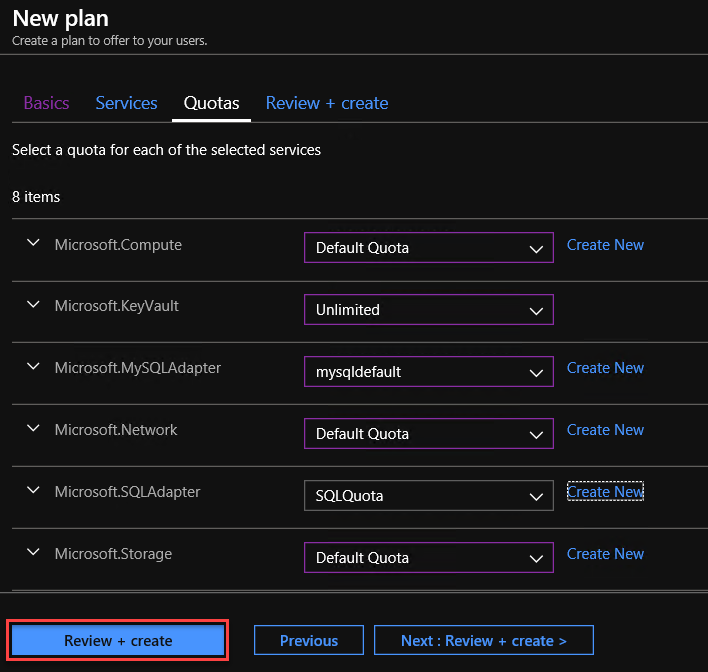 New plan
Create a plan to offer to your users.
Basics Services Quotas Review + create
Select a quota for each of the selected services
8 items
Microsoft.Compute Default Quota Create New
Microsoft.KeyVault Unlimited
Microsoft.MySQLAdapter mysqldefault Create New
Microsoft.Network Default Quota Create New
Microsoft.SQLAdapter SQLQuota Create New
Microsoft.Storage Default Quota Create New
Review + create Previous Next : Review + create >